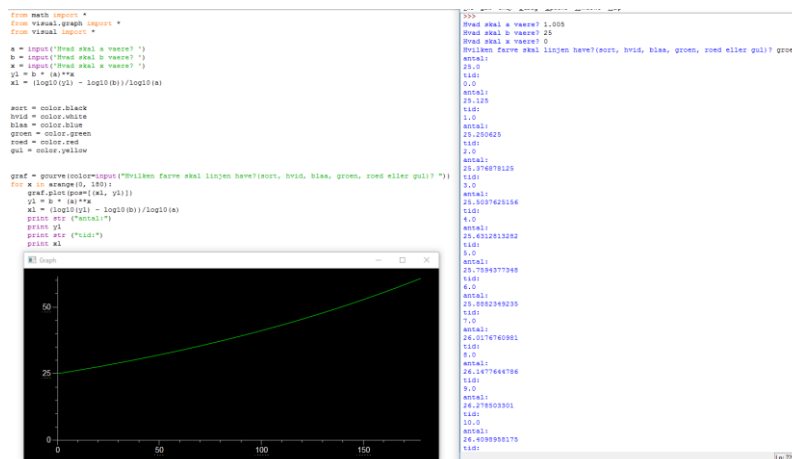 from math import *
from visual.graph import *
from visual import *
a = input('Hvad skal a vaere? ')
b = input('Hvad skal b vaere? ')
x = input('Hvad skal x vaere? ')
y1 = b * (a)**x
x1 = (log10(y1) - log10(b))/log10(a)
sort = color.black
hvid = color.white
blaa = color.blue
groen = color.green
roed = color.red
gul = color.yellow
graf = gcurve(color=input("Hvilken farve skal linjen have?(sort, hvid, blaa, groen, roed eller gul)? "))
for x in arange(0, 180):
graf.plot(pos=[(x1, y1)])
y1 = b * (a)**x
x1 = (log10(y1) - log10(b))/log10(a)
print str ("antal:")
print y1
print str ("tid:")
print x1
Graph
50
25
0
0 50 100 150
>>>
Hvad skal a vaere? 1.005
Hvad skal b vaere? 25
Hvad skal x vaere? 0
Hvilken farve skal linjen have?(sort, hvid, blaa, groen, roed eller gul)? groe
antal:
25.0
tid:
0.0
antal:
25.125
tid:
1.0
antal:
25.250625
tid:
2.0
antal:
25.376878125
tid:
3.0
antal:
25.5037625156
tid:
4.0
antal:
25.6312813282
tid:
5.0
antal:
25.7594377348
tid:
6.0
antal:
25.8882349235
tid:
7.0
antal:
26.0176760981
tid:
8.0
antal:
26.1477644786
tid:
9.0
antal:
26.278503301
tid:
10.0
antal:
26.4098958175
tid: